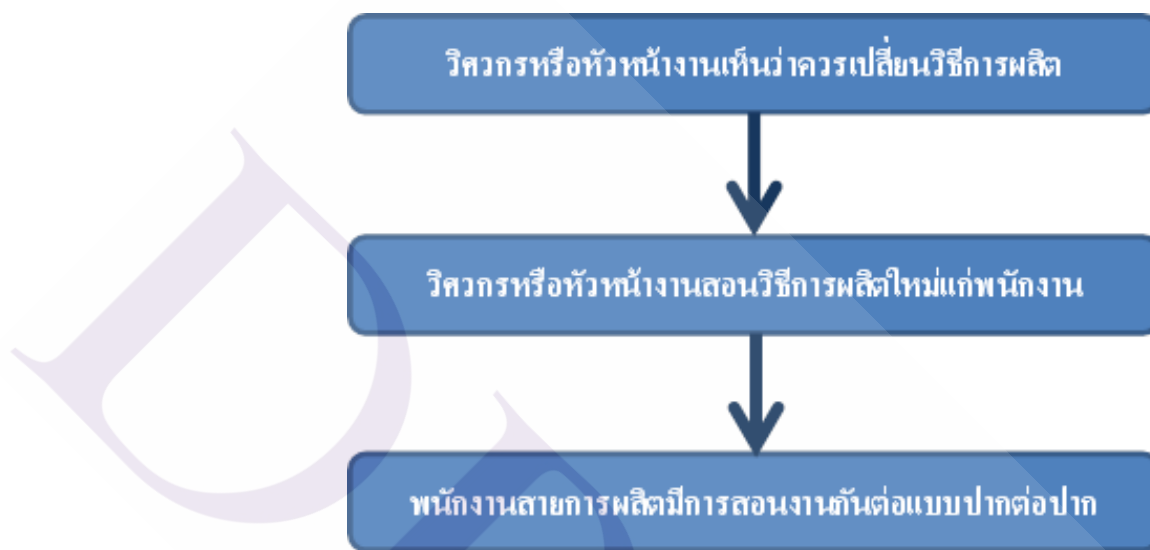 วิศวกรหรือหัวหน้างานเห็นว่าควรเปลี่ยนวิธีการผลิต
วิศวกรหรือหัวหน้างานสอนวิธีการผลิตใหม่แก่พนักงาน
พนักงานสายการผลิตมีการสอนงานกันต่อแบบปากต่อปาก